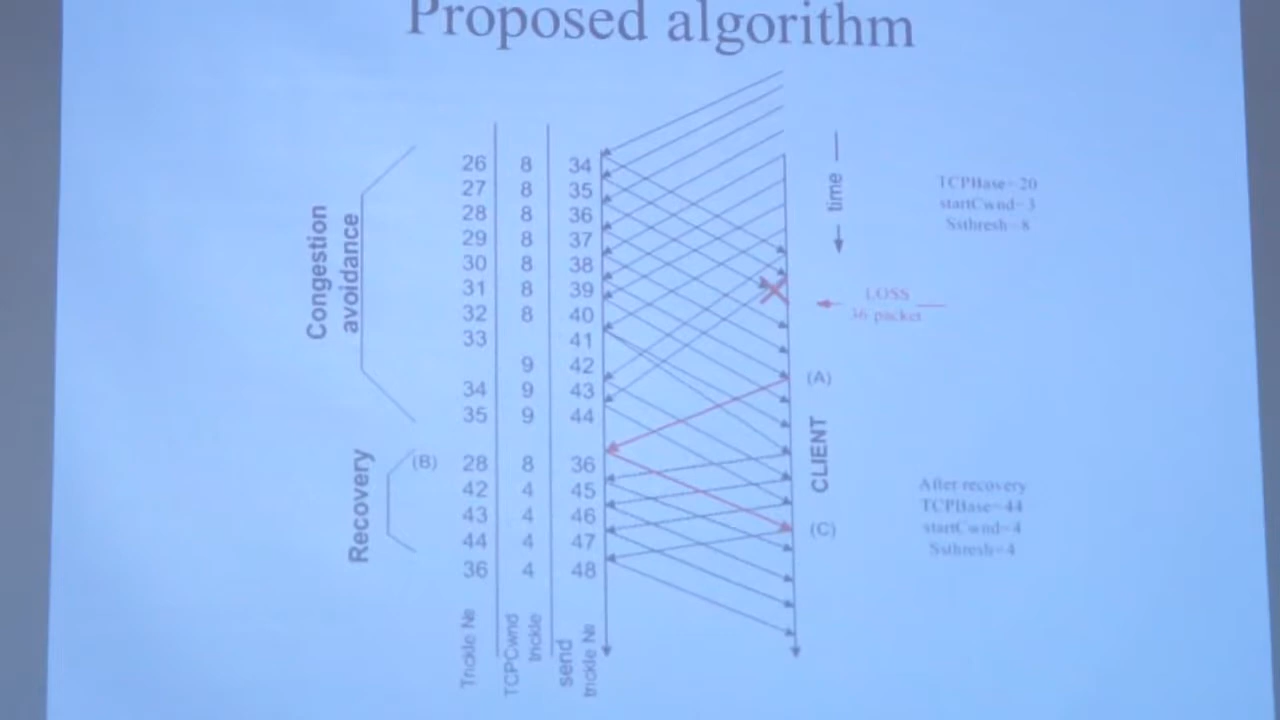 Proposed algorithm
26 8 34
27 8 35
28 8 36
29 8 37
30 8 38
31 8 39
32 8 40
33 41
9 42
34 9 43
35 9 44
(B) 28 8 36
42 4 45
43 4 46
44 4 47
36 4 48
Trickle №
TCPCwnd
trickle
send
trickle №
Congestion
avoidance
Recovery
time
(A)
CLIENT
(C)
TCPBase=20
startCwnd=3
Ssthresh=8
LOSS
36 packet
After recovery
TCPBase=44
startCwnd=4
Ssthresh=4